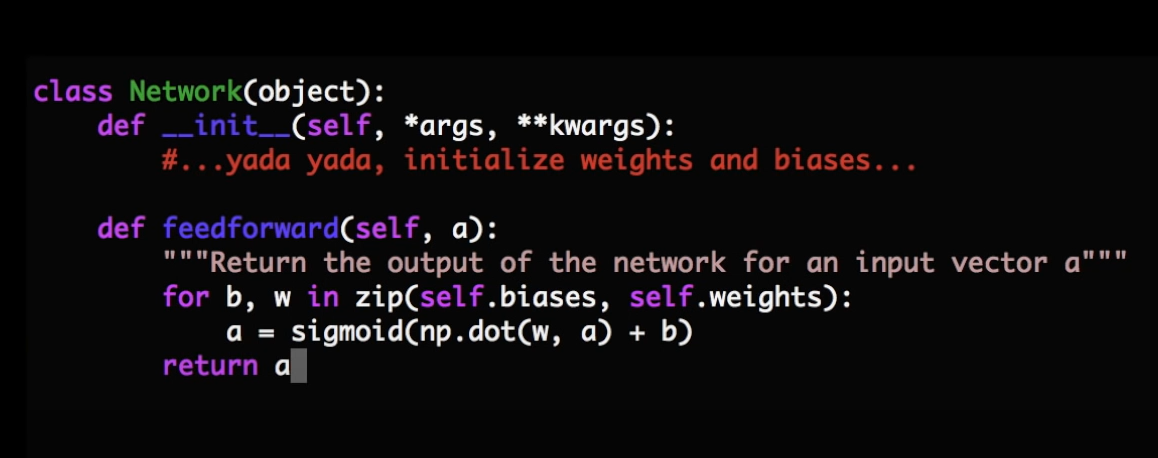 class Network(object):
    def __init__(self, *args, **kwargs):
        #...yada yada, initialize weights and biases...
    def feedforward(self, a):
        """Return the output of the network for an input vector a"""
        for b, w in zip(self.biases, self.weights):
            a = sigmoid(np.dot(w, a) + b)
        return a